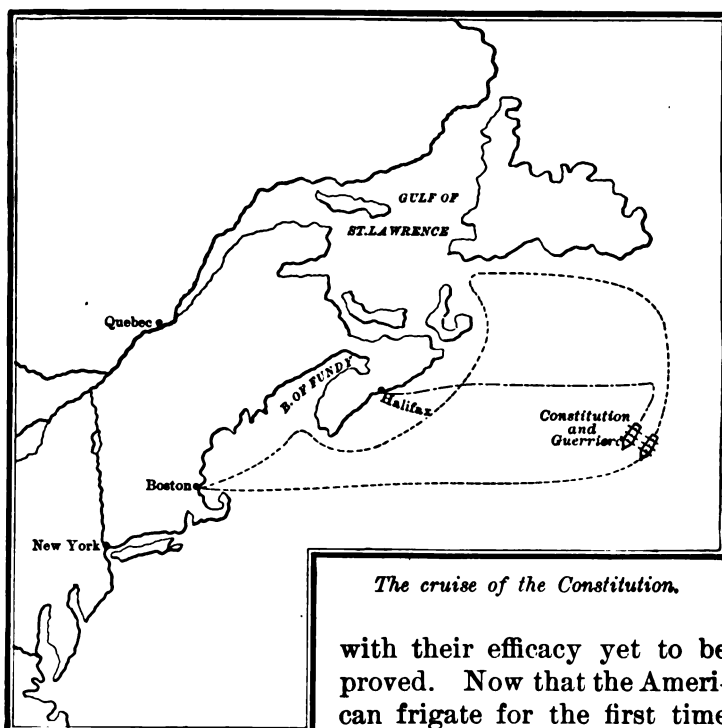 GULF OF
ST. LAWRENCE
Quebec
B. OF FUNDY
Halifax
Constitution
and
Guerriere
Boston
New York
The cruise of the Constitution.
with their efficacy yet to be
proved. Now that the Ameri-
can frigate for the first time